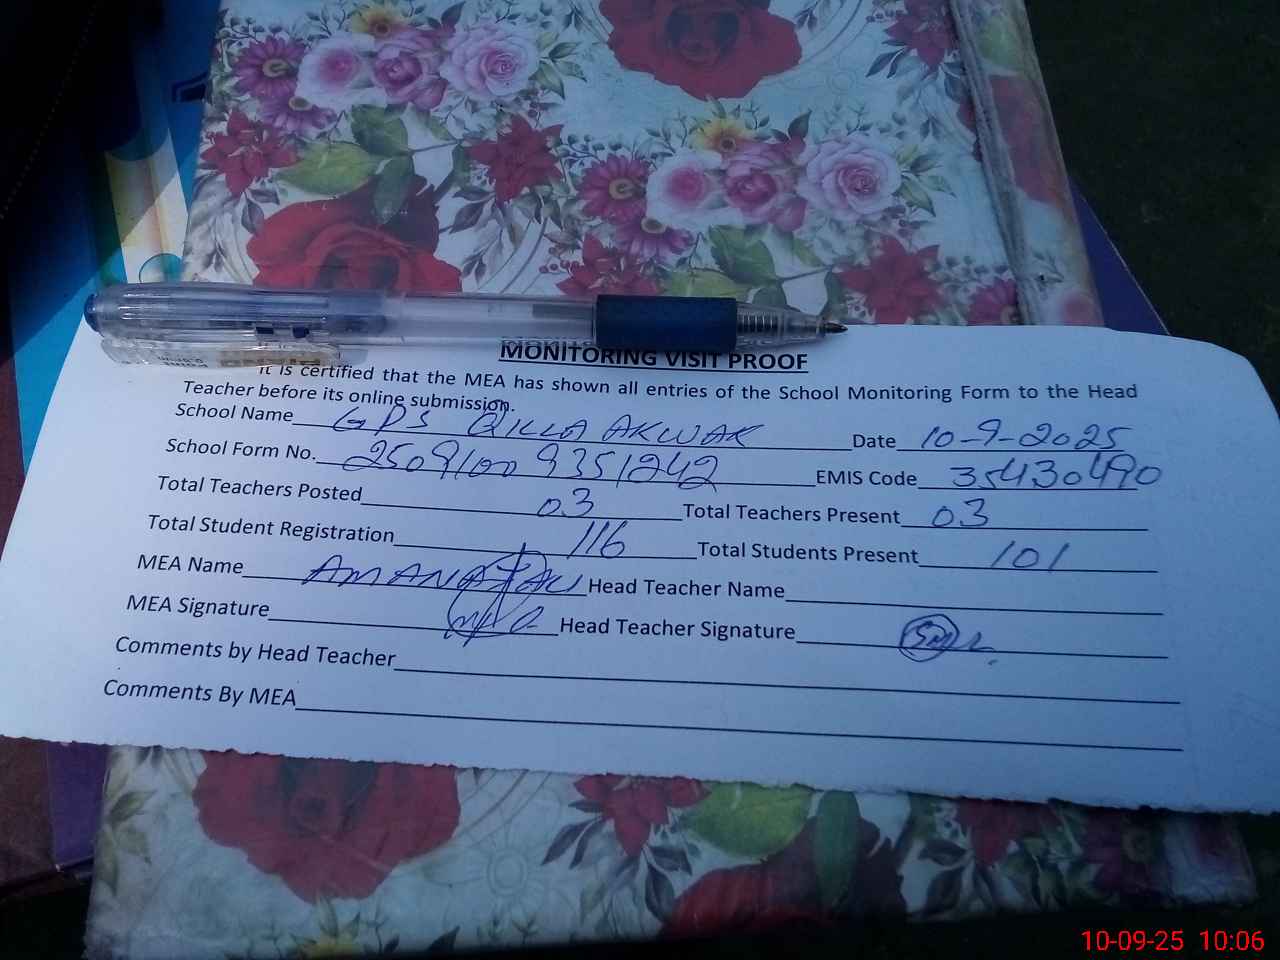 MONITORING VISIT PROOF
It is certified that the MEA has shown all entries of the School Monitoring Form to the Head
Teacher before its online submission.
School Name GPS QILLA AKWAK Date 10-9-2025
School Form No. 25091009351242 EMIS Code 35430490
Total Teachers Posted 03 Total Teachers Present 03
Total Student Registration 116 Total Students Present 101
MEA Name Head Teacher Name
MEA Signature Head Teacher Signature
Comments by Head Teacher
Comments By MEA
10-09-25 10:06